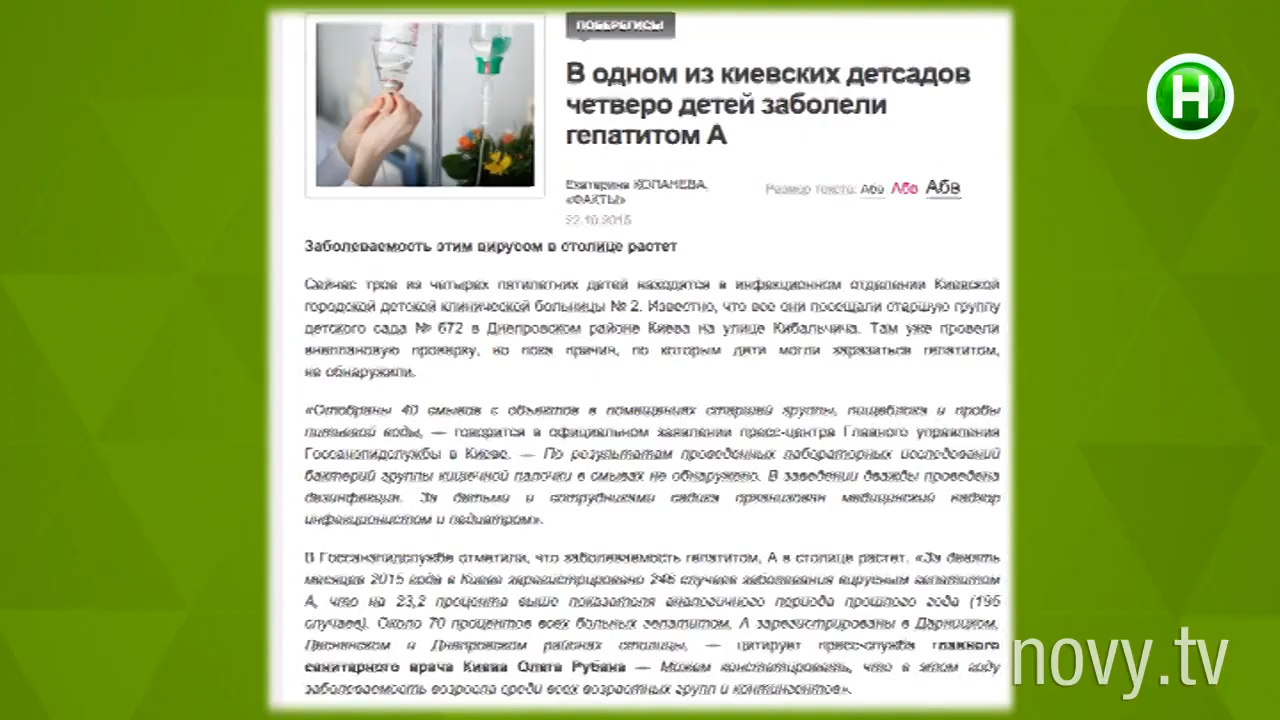 ПОБЕРЕГИСЬ!
В одном из киевских детсадов
четверо детей заболели
гепатитом А
Екатерина КОПАНЕВА,
«ФАКТЫ»
Размер текста: Абв Абв Абв
22.10.2015
Заболеваемость этим вирусом в столице растет
Сейчас трое из четырех пятилетних детей находятся в инфекционном отделении Киевской
городской детской клинической больницы № 2. Известно, что все они посещали старшую группу
детского сада № 672 в Днепровском районе Киева на улице Кибальчича. Там уже провели
внеплановую проверку, но пока причин, по которым дети могли заразиться гепатитом,
не обнаружили.
«Отобраны 40 смывов с объектов в помещениях старшей группы, пищеблока и пробы
питьевой воды, — говорится в официальном заявлении пресс-центра Главного управления
Госсанэпидслужбы в Киеве. — По результатам проведенных лабораторных исследований
бактерий группы кишечной палочки в смывах не обнаружено. В заведении дважды проведена
дезинфекция. За детьми и сотрудниками садика организован медицинский надзор
инфекционистом и педиатром».
В Госсанэпидслужбе отметили, что заболеваемость гепатитом, А в столице растет. «За девять
месяцев 2015 года в Киеве зарегистрировано 246 случаев заболевания вирусным гепатитом
А, что на 23,2 процента выше показателя аналогичного периода прошлого года (195
случаев). Около 70 процентов всех больных гепатитом, А зарегистрированы в Дарницком,
Деснянском и Днепровском районах столицы, — цитирует пресс-служба главного
санитарного врача Киева Олега Рубана — Можем констатировать, что в этом году
заболеваемость возросла среди всех возрастных групп и контингентов».
Н
novy.tv